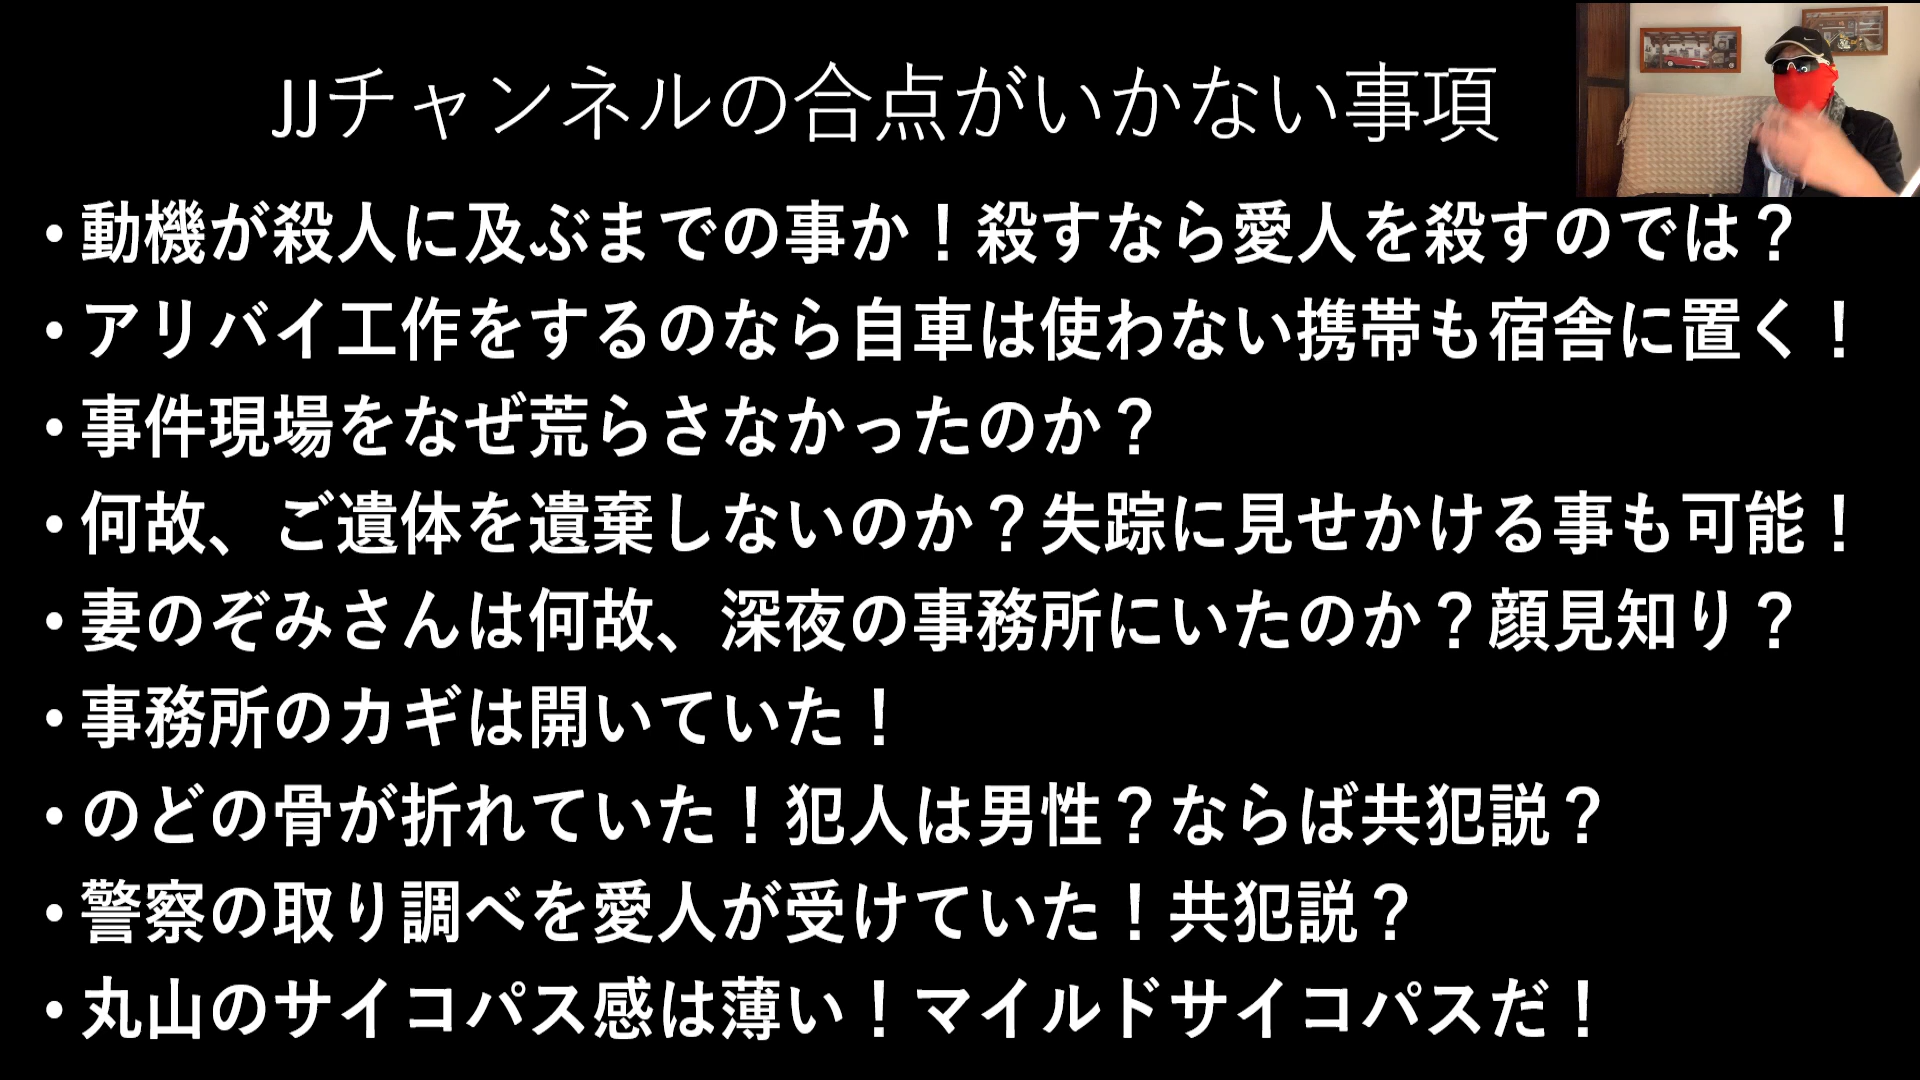 JJチャンネルの合点がいかない事項
・動機が殺人に及ぶまでの事か！殺すなら愛人を殺すのでは？
・アリバイ工作をするのなら自車は使わない携帯も宿舎に置く！
・事件現場をなぜ荒らさなかったのか？
・何故、ご遺体を遺棄しないのか？失踪に見せかける事も可能！
・妻のぞみさんは何故、深夜の事務所にいたのか？顔見知り？
・事務所のカギは開いていた！
・のどの骨が折れていた！犯人は男性？ならば共犯説？
・警察の取り調べを愛人が受けていた！共犯説？
・丸山のサイコパス感は薄い！マイルドサイコパスだ！